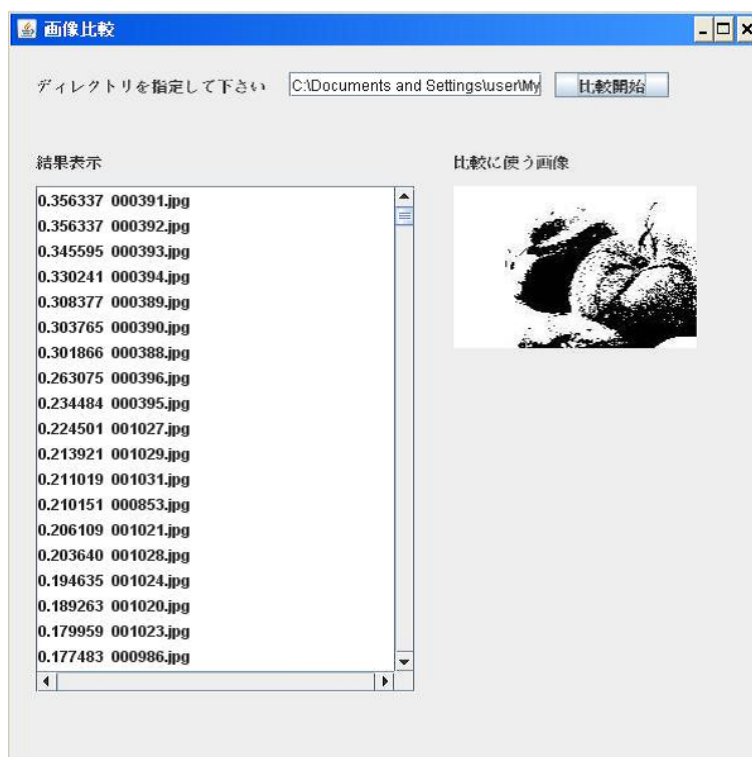 画像比較
ディレクトリを指定して下さい C:\Documents and Settings\user\My 比較開始
結果表示 比較に使う画像
0.356337 000391.jpg
0.356337 000392.jpg
0.345595 000393.jpg
0.330241 000394.jpg
0.308377 000389.jpg
0.303765 000390.jpg
0.301866 000388.jpg
0.263075 000396.jpg
0.234484 000395.jpg
0.224501 001027.jpg
0.213921 001029.jpg
0.211019 001031.jpg
0.210151 000853.jpg
0.206109 001021.jpg
0.203640 001028.jpg
0.194635 001024.jpg
0.189263 001020.jpg
0.179959 001023.jpg
0.177483 000986.jpg